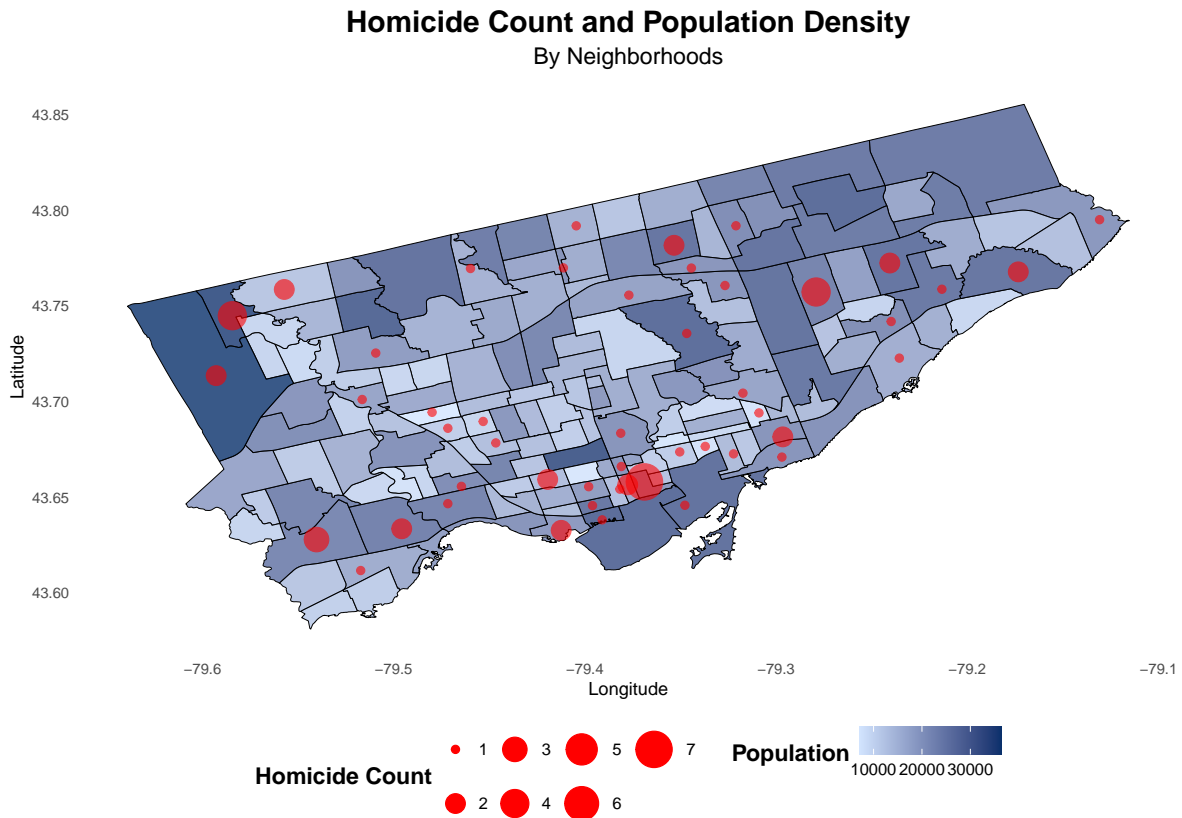 Homicide Count and Population Density
By Neighborhoods
43.85
43.80
43.75
43.70
43.65
43.60
Latitude
−79.6 −79.5 −79.4 −79.3 −79.2 −79.1
Longitude
Homicide Count
1 3 5 7
2 4 6
Population
10000 20000 30000